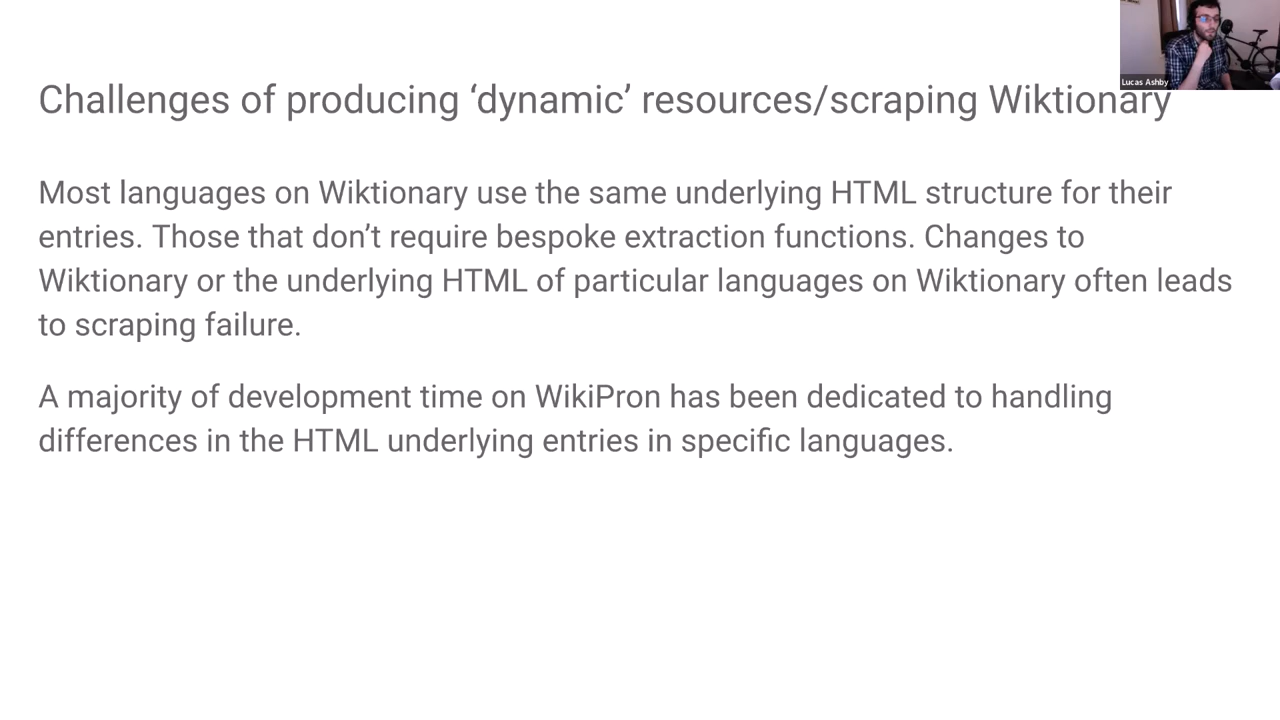 Lucas Ashby
Challenges of producing ‘dynamic’ resources/scraping Wiktionary
Most languages on Wiktionary use the same underlying HTML structure for their
entries. Those that don’t require bespoke extraction functions. Changes to
Wiktionary or the underlying HTML of particular languages on Wiktionary often leads
to scraping failure.
A majority of development time on WikiPron has been dedicated to handling
differences in the HTML underlying entries in specific languages.